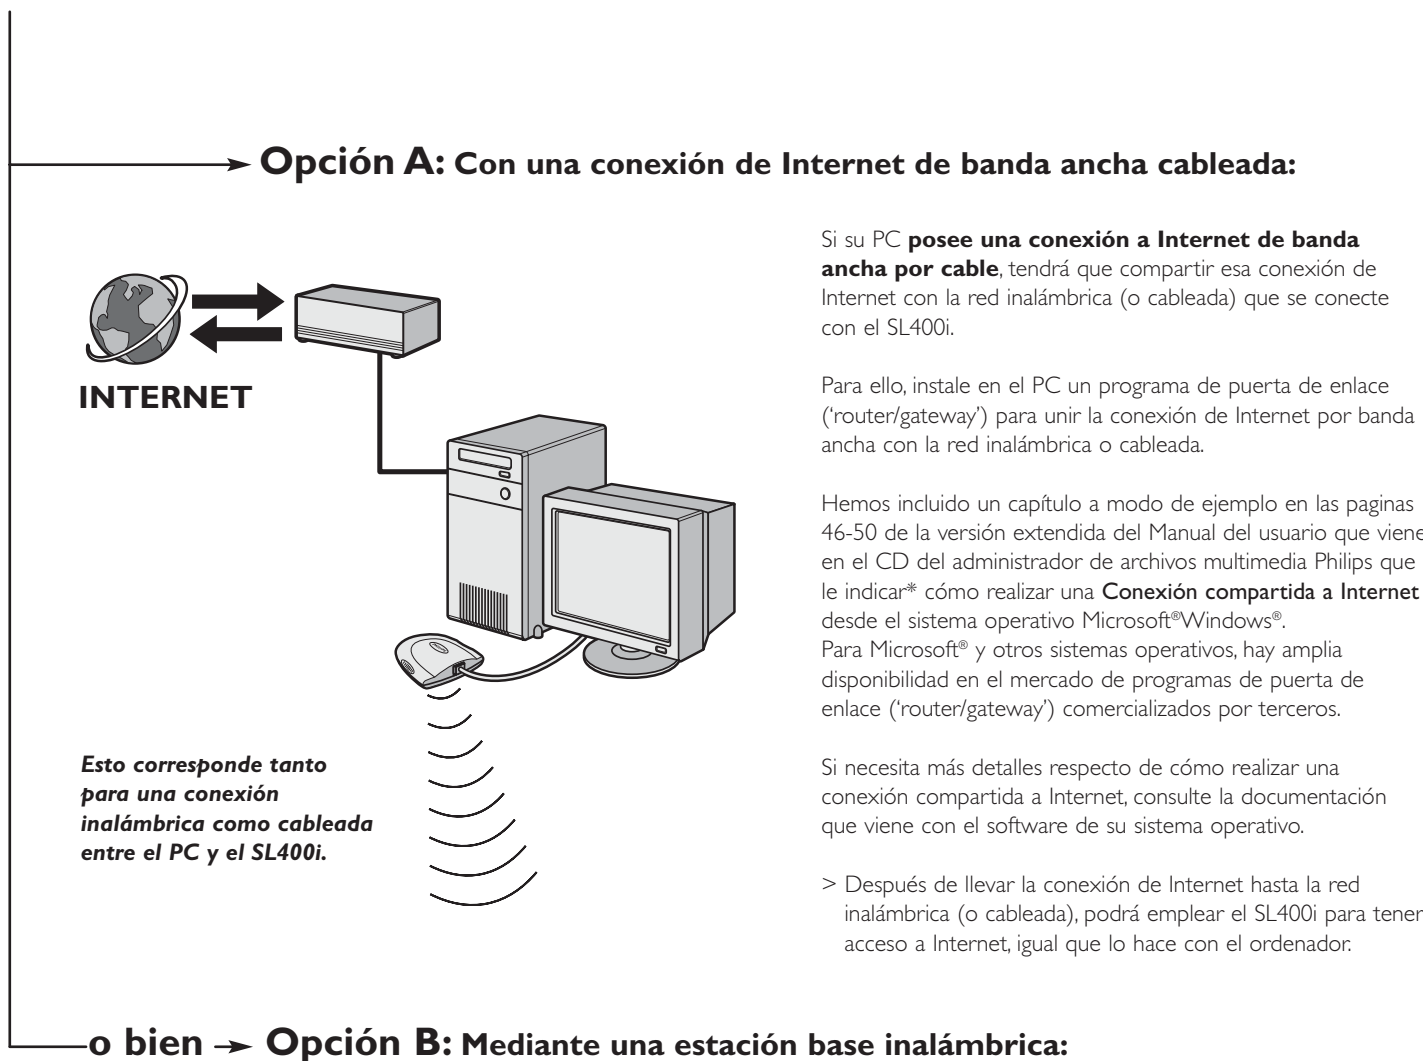 Opción A: Con una conexión de Internet de banda ancha cableada:
INTERNET
Esto corresponde tanto
para una conexión
inalámbrica como cableada
entre el PC y el SL400i.
Si su PC posee una conexión a Internet de banda
ancha por cable, tendrá que compartir esa conexión de
Internet con la red inalámbrica (o cableada) que se conecte
con el SL400i.
Para ello, instale en el PC un programa de puerta de enlace
(‘router/gateway’) para unir la conexión de Internet por banda
ancha con la red inalámbrica o cableada.
Hemos incluido un capítulo a modo de ejemplo en las paginas
46-50 de la versión extendida del Manual del usuario que viene
en el CD del administrador de archivos multimedia Philips que
le indicar* cómo realizar una Conexión compartida a Internet
desde el sistema operativo Microsoft®Windows®.
Para Microsoft® y otros sistemas operativos, hay amplia
disponibilidad en el mercado de programas de puerta de
enlace (‘router/gateway’) comercializados por terceros.
Si necesita más detalles respecto de cómo realizar una
conexión compartida a Internet, consulte la documentación
que viene con el software de su sistema operativo.
> Después de llevar la conexión de Internet hasta la red
inalámbrica (o cableada), podrá emplear el SL400i para tener
acceso a Internet, igual que lo hace con el ordenador.
o bien Opción B: Mediante una estación base inalámbrica: